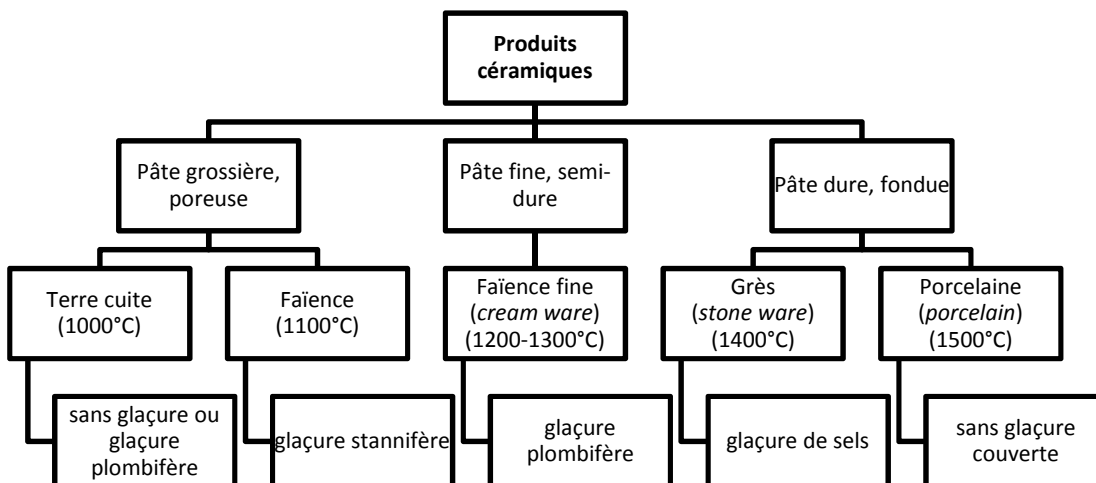 Produits
céramiques
Pâte grossière,
poreuse
Pâte fine, semi-
dure
Pâte dure, fondue
Terre cuite
(1000°C)
Faïence
(1100°C)
Faïence fine
(cream ware)
(1200-1300°C)
Grès
(stone ware)
(1400°C)
Porcelaine
(porcelain)
(1500°C)
sans glaçure ou
glaçure
plombifère
glaçure stannifère
glaçure
plombifère
glaçure de sels
sans glaçure
couverte